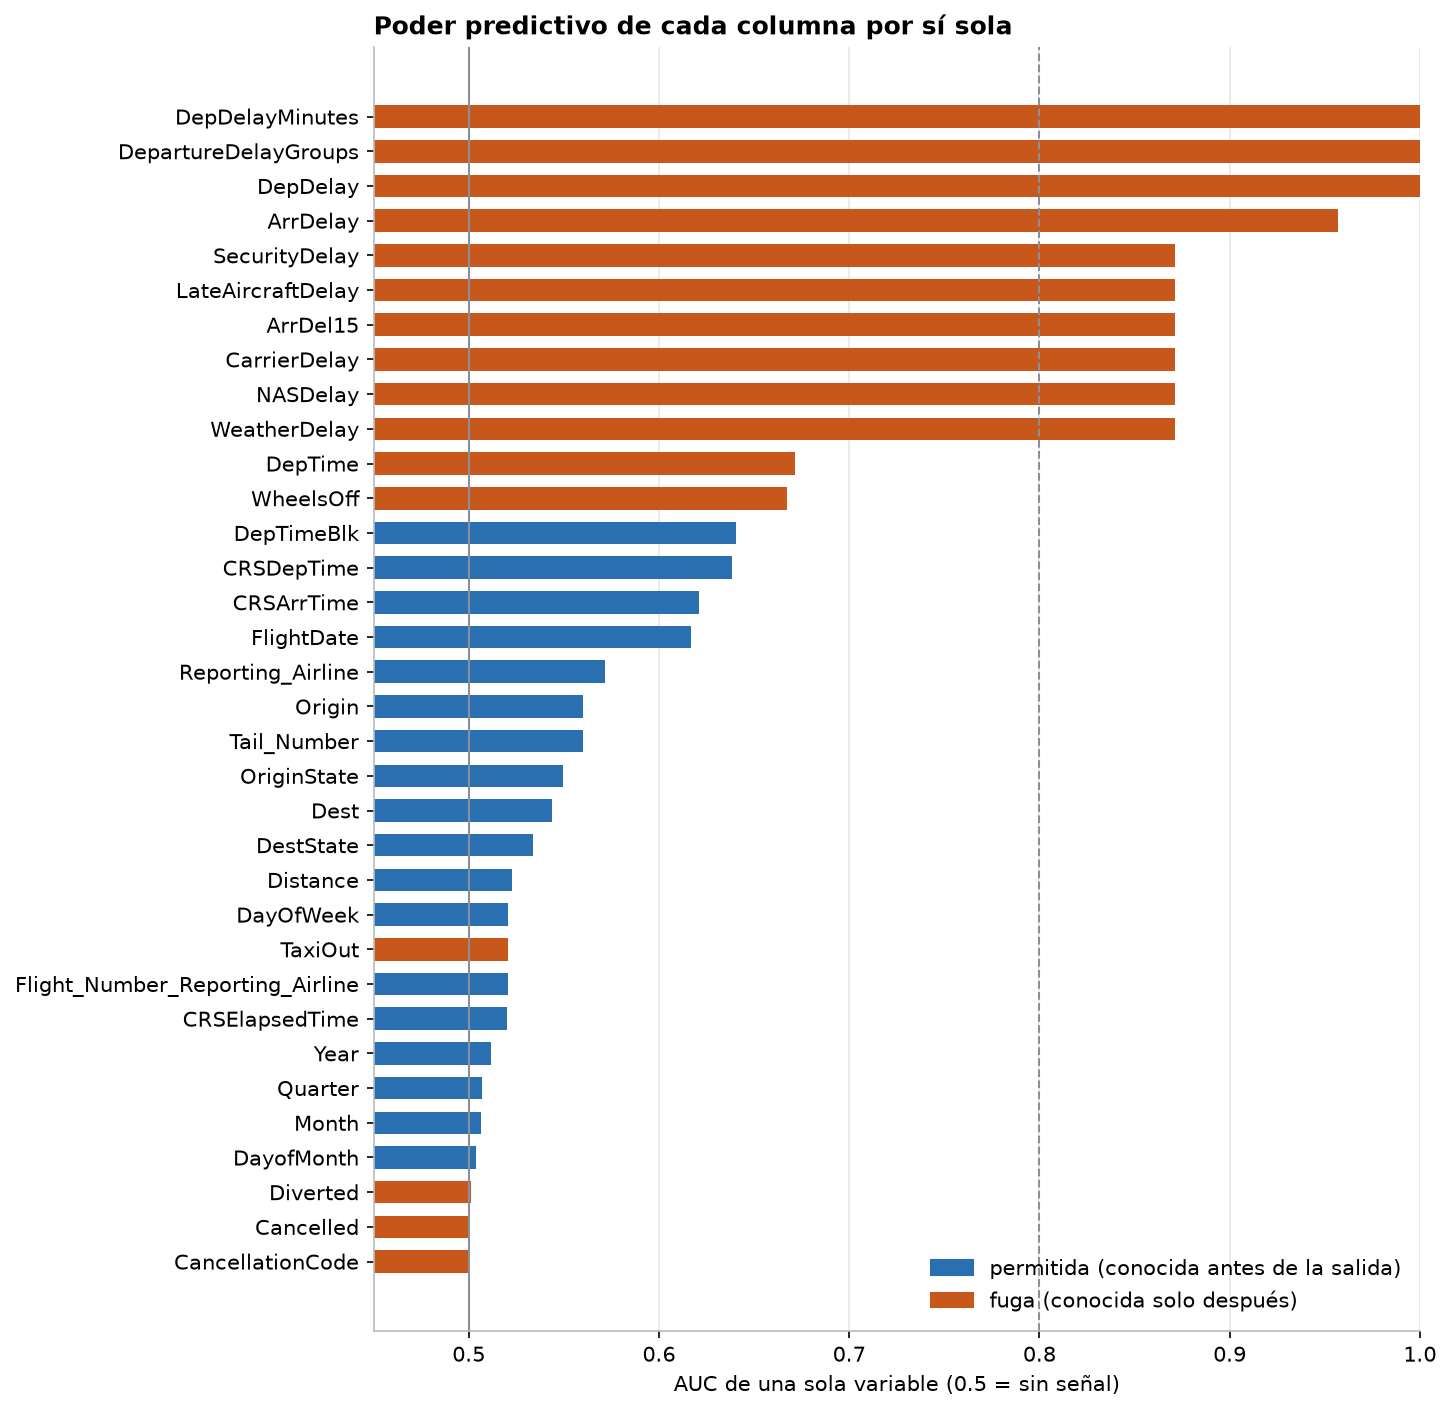 Poder predictivo de cada columna por sí sola
DepDelayMinutes
DepartureDelayGroups
DepDelay
ArrDelay
SecurityDelay
LateAircraftDelay
ArrDel15
CarrierDelay
NASDelay
WeatherDelay
DepTime
WheelsOff
DepTimeBlk
CRSDepTime
CRSArrTime
FlightDate
Reporting_Airline
Origin
Tail_Number
OriginState
Dest
DestState
Distance
DayOfWeek
TaxiOut
Flight_Number_Reporting_Airline
CRSElapsedTime
Year
Quarter
Month
DayofMonth
Diverted
Cancelled
CancellationCode
permitida (conocida antes de la salida)
fuga (conocida solo después)
0.5 0.6 0.7 0.8 0.9 1.0
AUC de una sola variable (0.5 = sin señal)